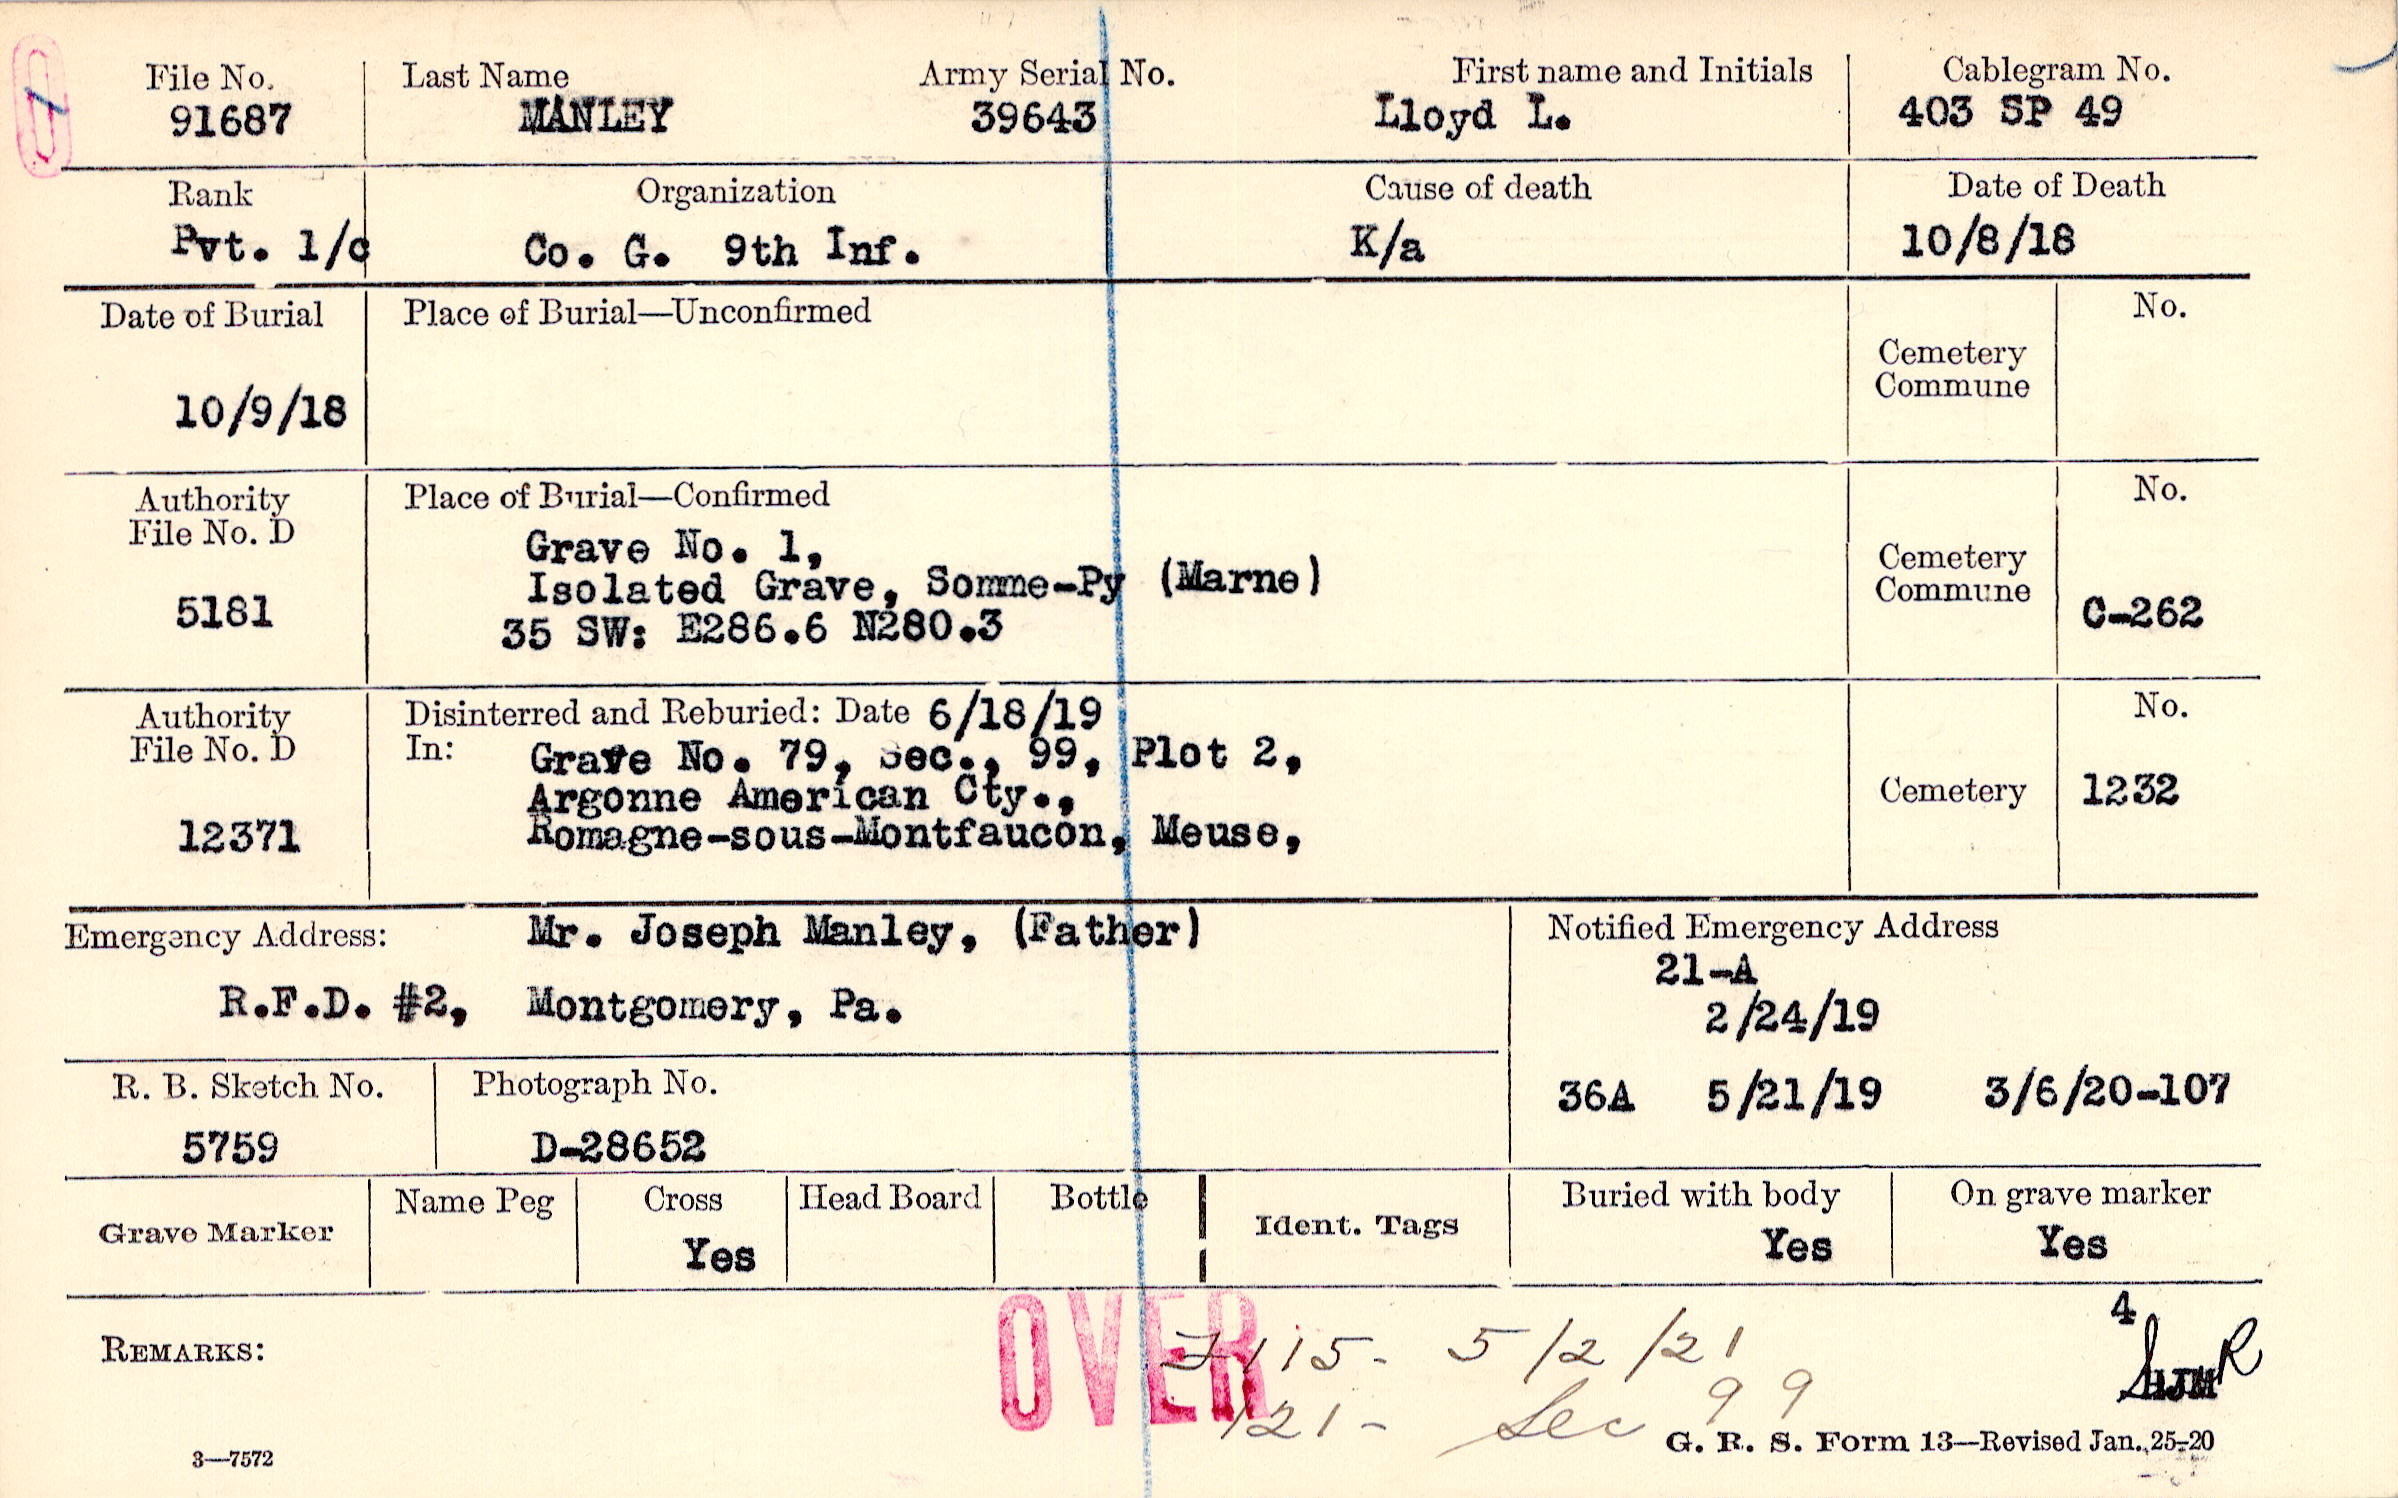 File No. Last Name Army Serial No. First name and Initials Cablegram No.
91687 MANLEY 39643 Lloyd L. 403 SP 49
Rank Organization Cause of death Date of Death
Pvt. 1/c Co. G. 9th Inf. K/a 10/8/18
Date of Burial Place of Burial—Unconfirmed No.
Cemetery
Commune
10/9/18
Authority Place of Burial—Confirmed No.
File No. D
Grave No. 1,
Cemetery
Isolated Grave, Somme-Py (Marne)
Commune
5181 C-262
35 SW: E286.6 N280.3
Authority Disinterred and Reburied: Date 6/18/19 No.
File No. D In: Grave No. 79, Sec., 99, Plot 2,
Argonne American Cty., Cemetery 1232
12371 Romagne-sous-Montfaucon, Meuse,
Emergency Address: Mr. Joseph Manley, (Father) Notified Emergency Address
21-A
R.F.D. #2, Montgomery, Pa. 2/24/19
R. B. Sketch No. Photograph No. 36A 5/21/19 3/6/20-107
5759 D-28652
Grave Marker Name Peg Cross Head Board Bottle Ident. Tags Buried with body On grave marker
Yes Yes Yes
4
REMARKS: OVER 115- 5/2/21
HJM R
121- Sec 99
3—7572 G. R. S. Form 13—Revised Jan. 25-20